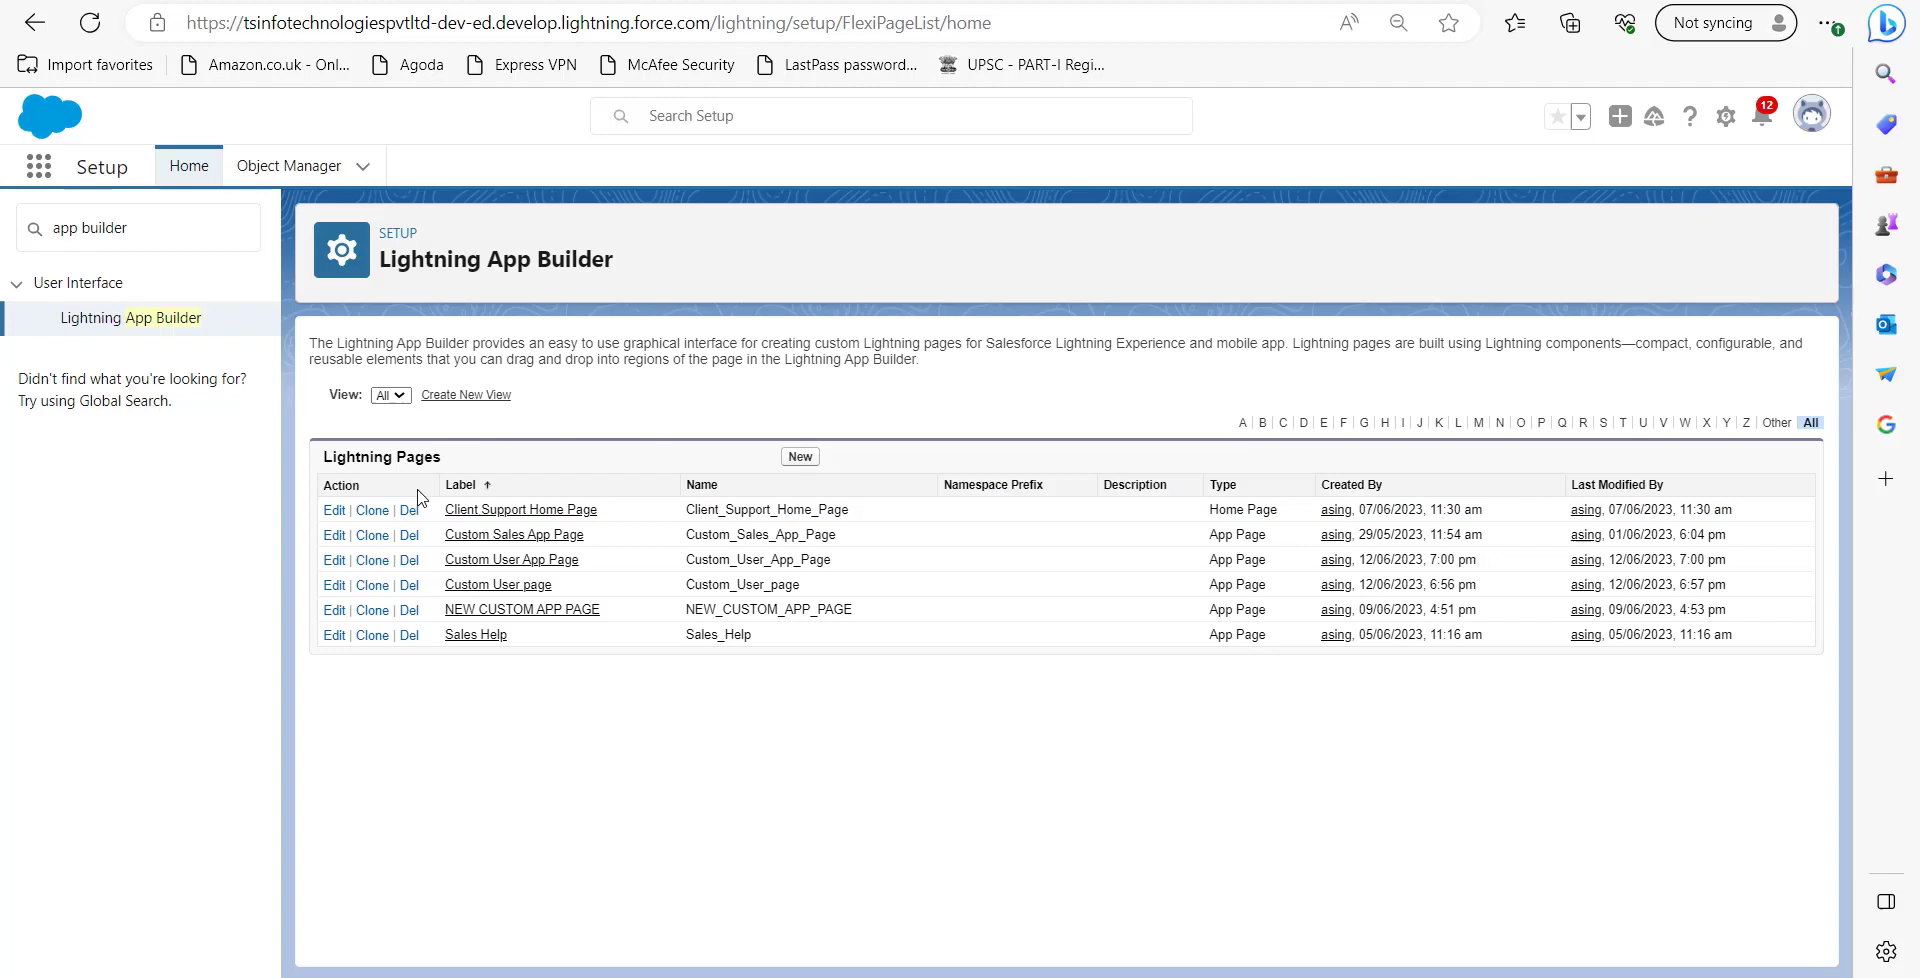 https://tsinfotechnologiespvtltd-dev-ed.develop.lightning.force.com/lightning/setup/FlexiPageList/home
Not syncing
Import favorites
Amazon.co.uk - Onl...
Agoda
Express VPN
McAfee Security
LastPass password...
UPSC - PART-I Regi...
Search Setup
12
Setup
Home
Object Manager
app builder
User Interface
Lightning App Builder
Didn't find what you're looking for?
Try using Global Search.
SETUP
Lightning App Builder
The Lightning App Builder provides an easy to use graphical interface for creating custom Lightning pages for Salesforce Lightning Experience and mobile app. Lightning pages are built using Lightning components—compact, configurable, and
reusable elements that you can drag and drop into regions of the page in the Lightning App Builder.
View: All Create New View
A | B | C | D | E | F | G | H | I | J | K | L | M | N | O | P | Q | R | S | T | U | V | W | X | Y | Z | Other All
Lightning Pages New
Action Label Name Namespace Prefix Description Type Created By Last Modified By
Edit | Clone | Del Client Support Home Page Client_Support_Home_Page Home Page asing, 07/06/2023, 11:30 am asing, 07/06/2023, 11:30 am
Edit | Clone | Del Custom Sales App Page Custom_Sales_App_Page App Page asing, 29/05/2023, 11:54 am asing, 01/06/2023, 6:04 pm
Edit | Clone | Del Custom User App Page Custom_User_App_Page App Page asing, 12/06/2023, 7:00 pm asing, 12/06/2023, 7:00 pm
Edit | Clone | Del Custom User page Custom_User_page App Page asing, 12/06/2023, 6:56 pm asing, 12/06/2023, 6:57 pm
Edit | Clone | Del NEW CUSTOM APP PAGE NEW_CUSTOM_APP_PAGE App Page asing, 09/06/2023, 4:51 pm asing, 09/06/2023, 4:53 pm
Edit | Clone | Del Sales Help Sales_Help App Page asing, 05/06/2023, 11:16 am asing, 05/06/2023, 11:16 am